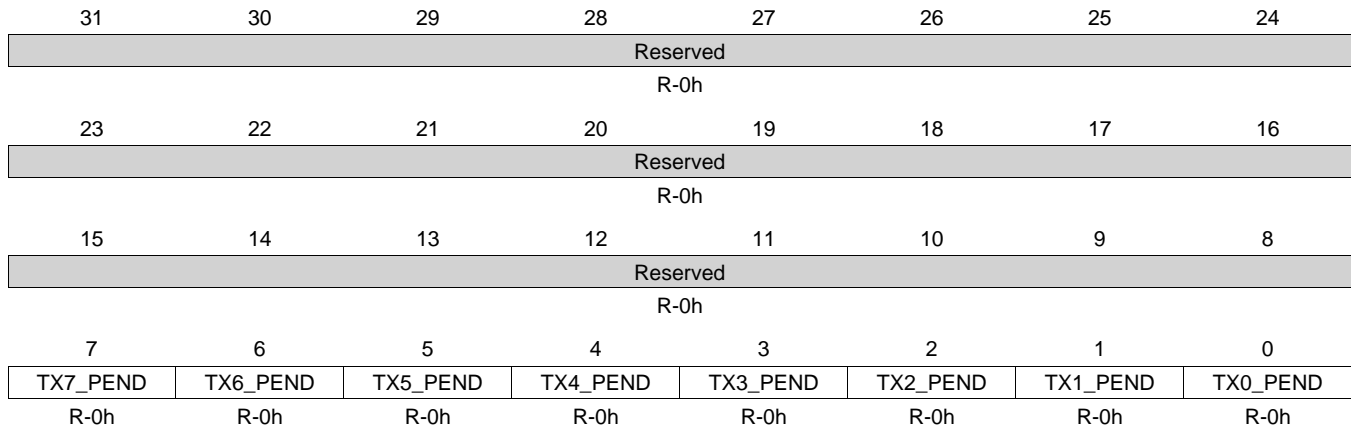 31 30 29 28 27 26 25 24
Reserved
R-0h
23 22 21 20 19 18 17 16
Reserved
R-0h
15 14 13 12 11 10 9 8
Reserved
R-0h
7 6 5 4 3 2 1 0
TX7_PEND TX6_PEND TX5_PEND TX4_PEND TX3_PEND TX2_PEND TX1_PEND TX0_PEND
R-0h R-0h R-0h R-0h R-0h R-0h R-0h R-0h